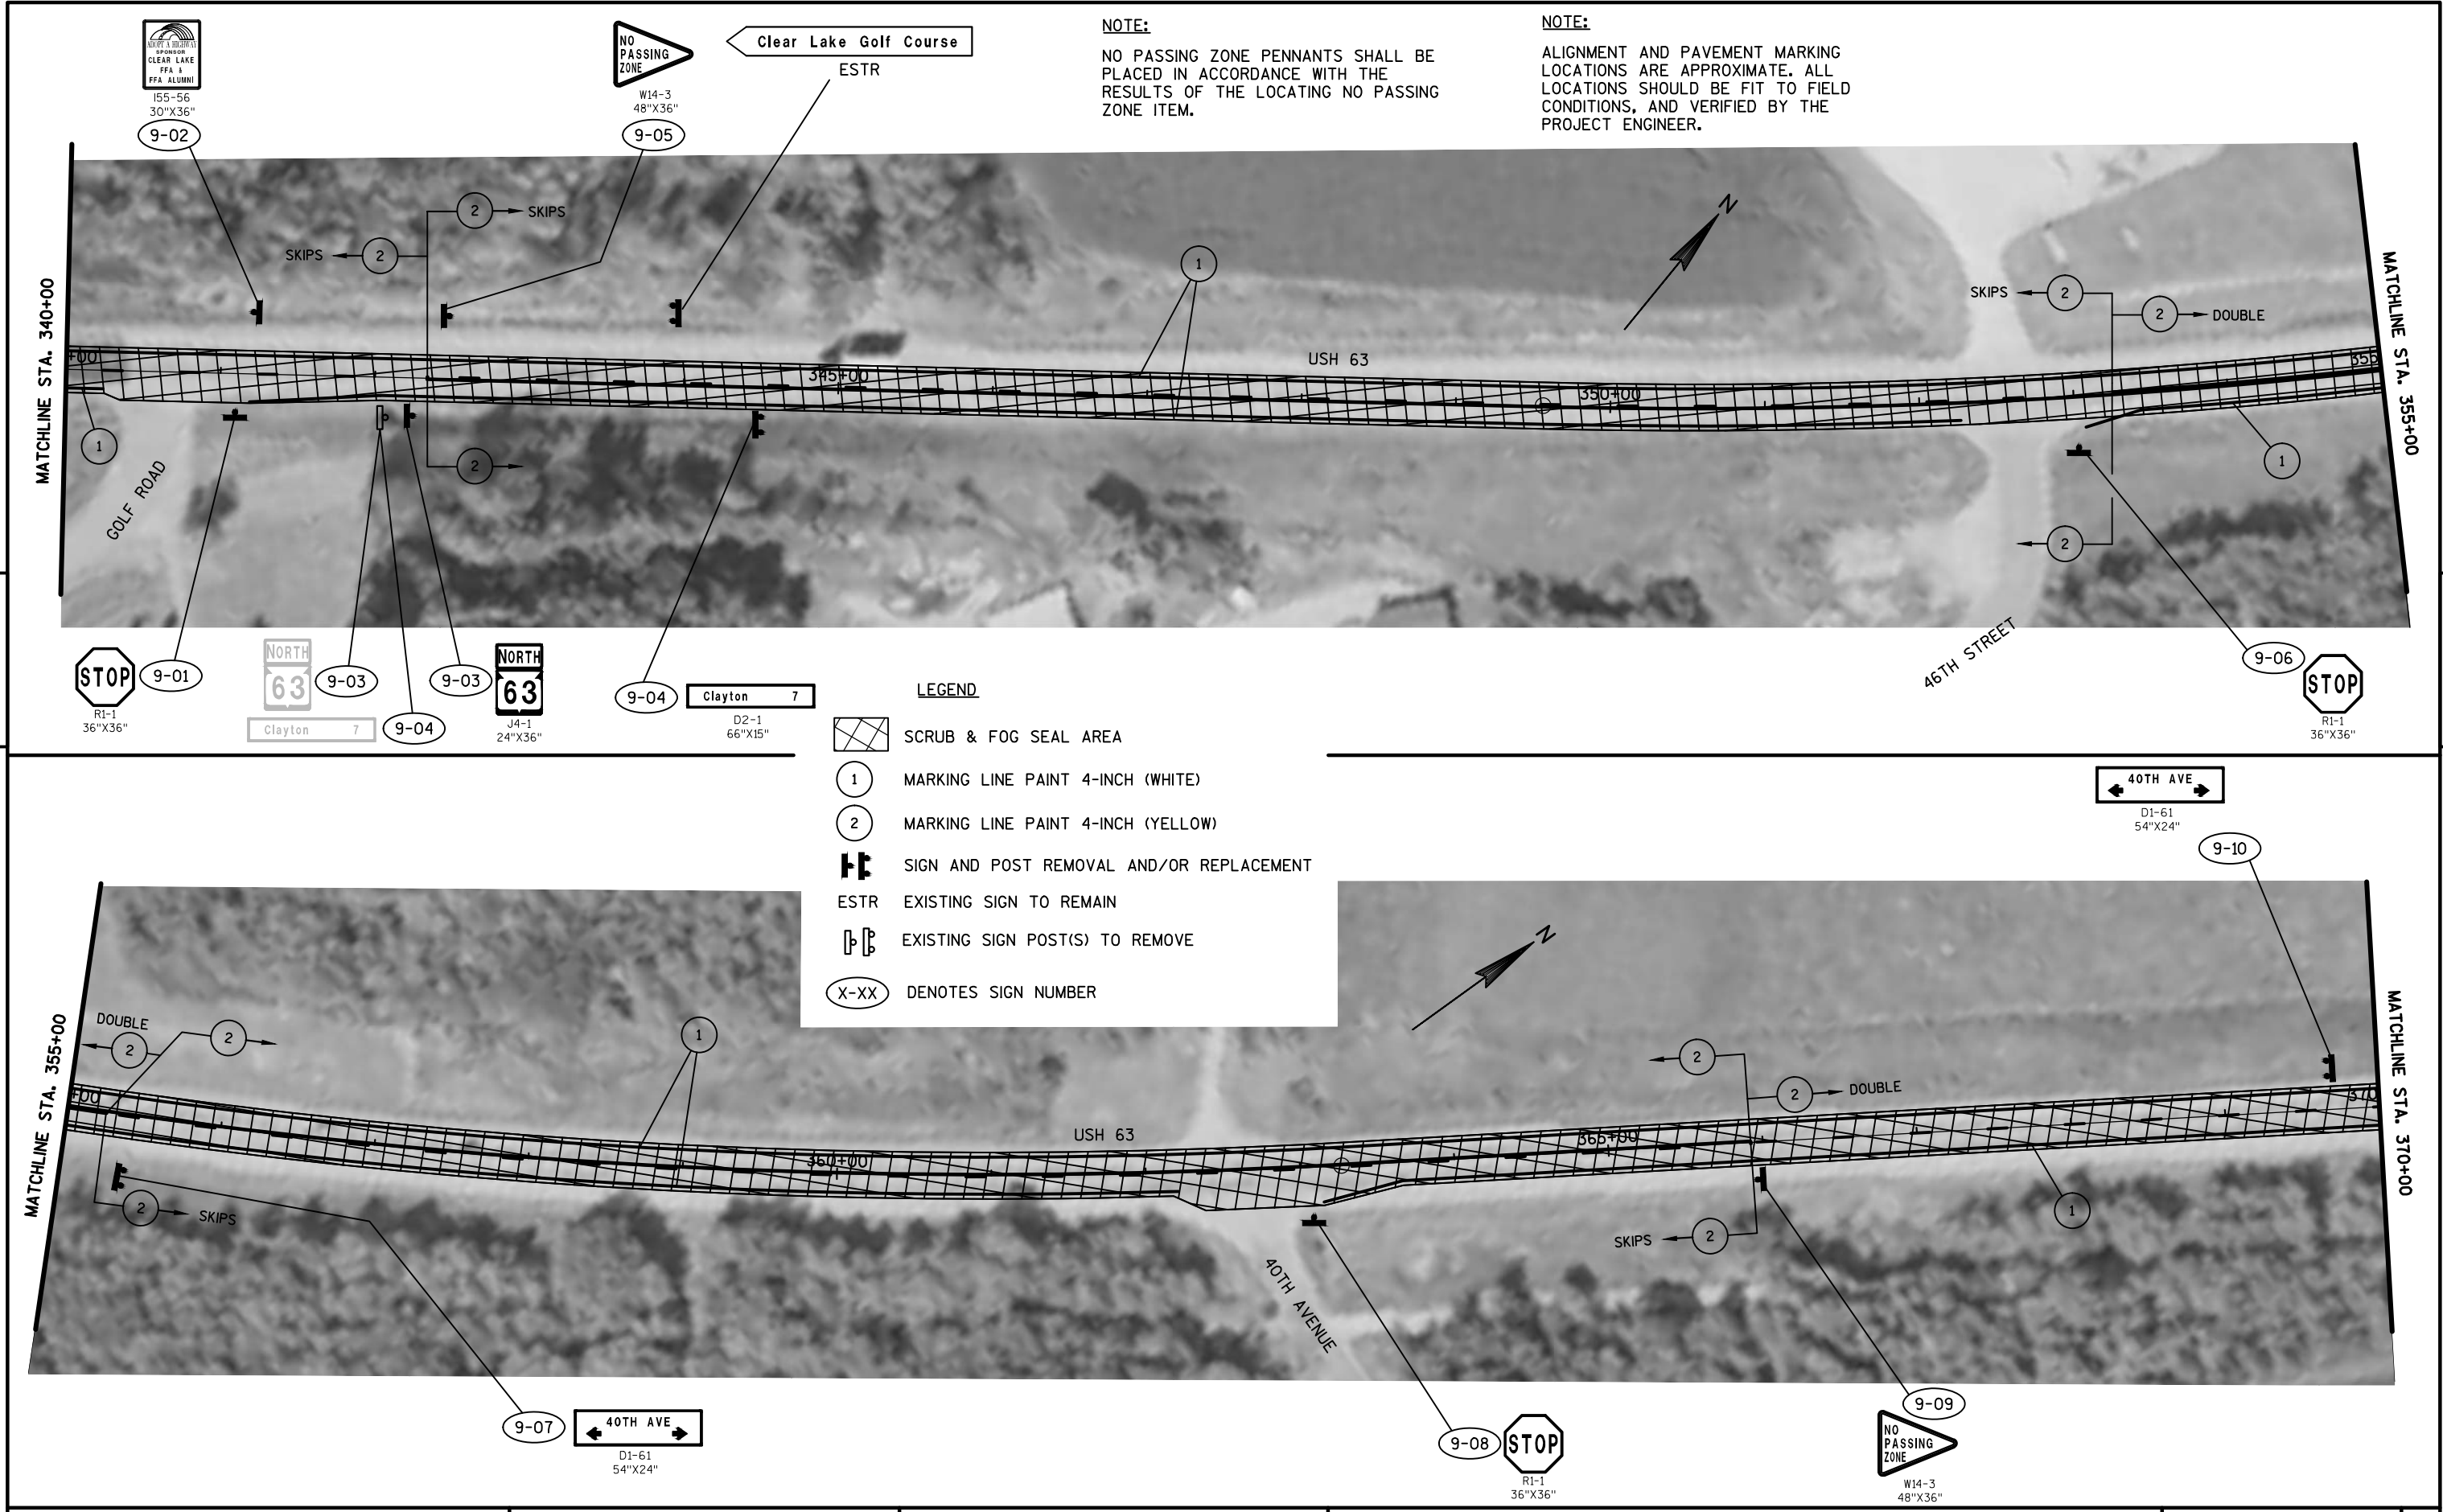 ADOPT A HIGHWAY
SPONSOR
CLEAR LAKE
FFA &
FFA ALUMNI
I55-56
30"X36"
9-02
NO
PASSING
ZONE
W14-3
48"X36"
9-05
Clear Lake Golf Course
ESTR
NOTE:
NO PASSING ZONE PENNANTS SHALL BE
PLACED IN ACCORDANCE WITH THE
RESULTS OF THE LOCATING NO PASSING
ZONE ITEM.
NOTE:
ALIGNMENT AND PAVEMENT MARKING
LOCATIONS ARE APPROXIMATE. ALL
LOCATIONS SHOULD BE FIT TO FIELD
CONDITIONS, AND VERIFIED BY THE
PROJECT ENGINEER.
MATCHLINE STA. 340+00
2 SKIPS
SKIPS 2
1
N
SKIPS 2
2 DOUBLE
MATCHLINE STA. 355+00
+00
345+00
USH 63
350+00
355
1
GOLF ROAD
2
1
2
46TH STREET
STOP
R1-1
36"X36"
9-01
NORTH
63
9-03
Clayton 7
9-04
9-03
NORTH
63
J4-1
24"X36"
9-04
Clayton 7
D2-1
66"X15"
9-06
STOP
R1-1
36"X36"
LEGEND
SCRUB & FOG SEAL AREA
1 MARKING LINE PAINT 4-INCH (WHITE)
2 MARKING LINE PAINT 4-INCH (YELLOW)
SIGN AND POST REMOVAL AND/OR REPLACEMENT
ESTR EXISTING SIGN TO REMAIN
EXISTING SIGN POST(S) TO REMOVE
X-XX DENOTES SIGN NUMBER
40TH AVE
D1-61
54"X24"
9-10
MATCHLINE STA. 355+00
DOUBLE
2
2
1
N
2
2 DOUBLE
MATCHLINE STA. 370+00
+00
360+00
USH 63
365+00
370
2 SKIPS
40TH AVENUE
SKIPS 2
1
9-07
40TH AVE
D1-61
54"X24"
9-08
STOP
R1-1
36"X36"
9-09
NO
PASSING
ZONE
W14-3
48"X36"